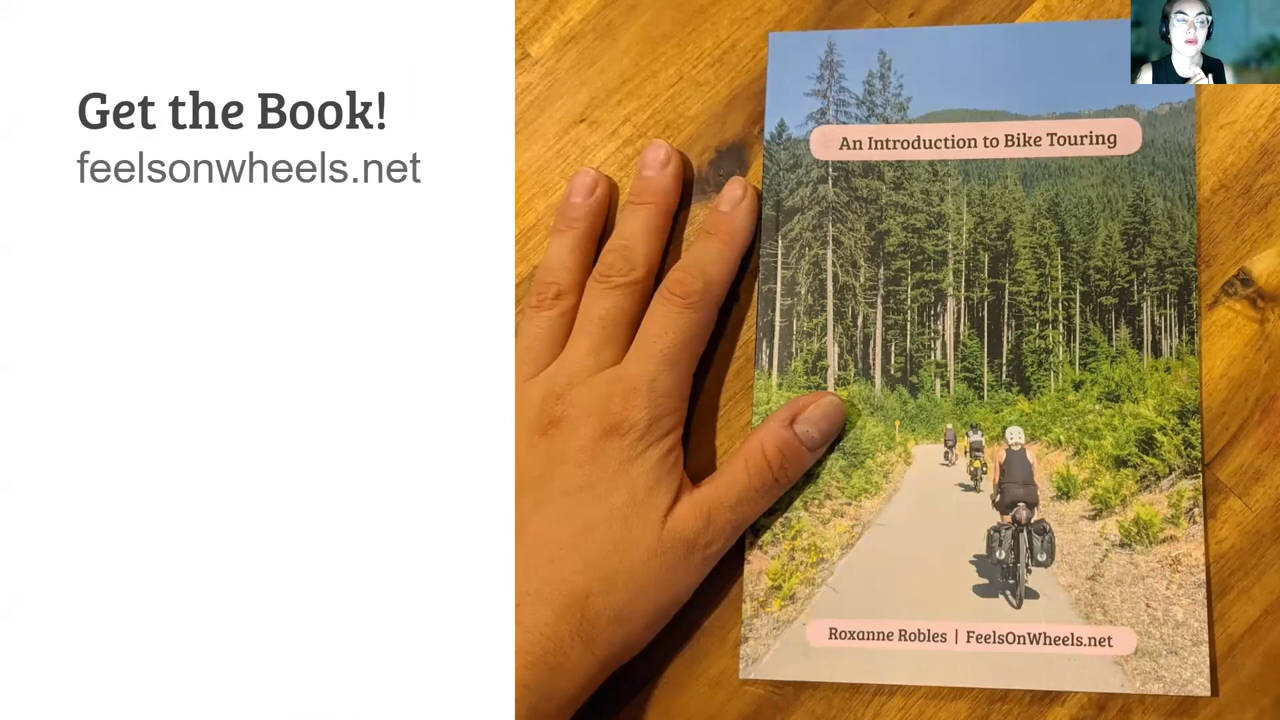 Get the Book!
feelsonwheels.net
An Introduction to Bike Touring
Roxanne Robles | FeelsOnWheels.net